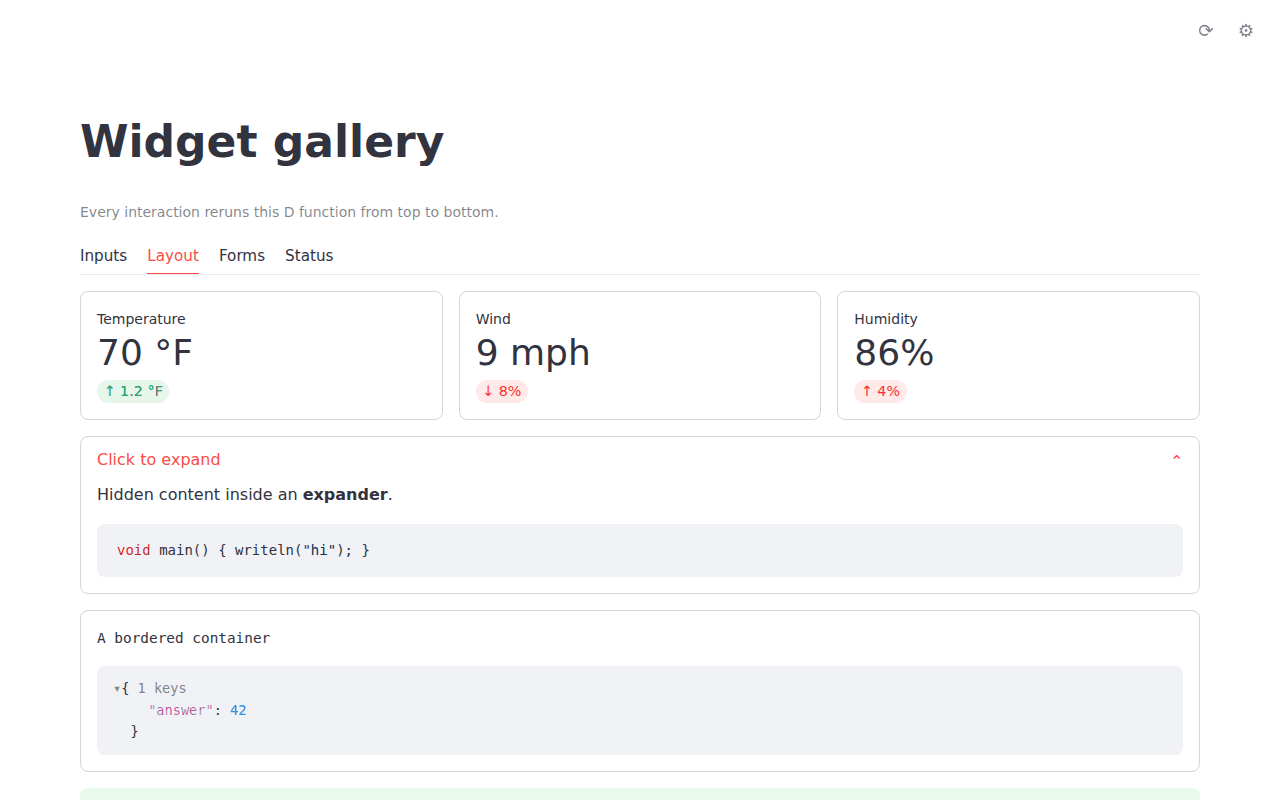 Widget gallery
Every interaction reruns this D function from top to bottom.
Inputs Layout Forms Status
Temperature
70 °F
↑ 1.2 °F
Wind
9 mph
↓ 8%
Humidity
86%
↑ 4%
Click to expand
Hidden content inside an expander.
void main() { writeln("hi"); }
A bordered container
▾{ 1 keys
"answer": 42
}